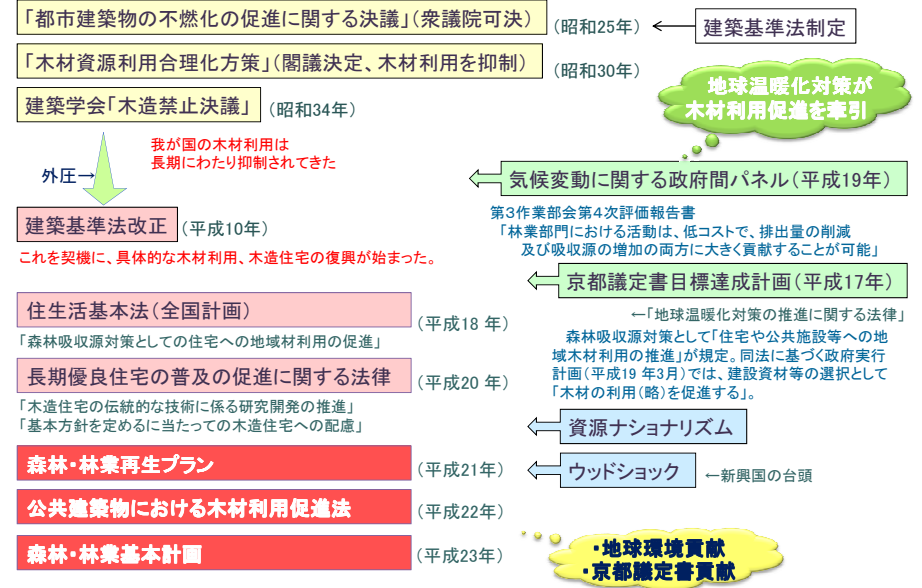 「都市建築物の不燃化の促進に関する決議」(衆議院可決)
(昭和25年)
建築基準法制定
「木材資源利用合理化方策」(閣議決定、木材利用を抑制)
(昭和30年)
建築学会「木造禁止決議」
(昭和34年)
地球温暖化対策が
木材利用促進を牽引
我が国の木材利用は
長期にわたり抑制されてきた
外圧→
気候変動に関する政府間パネル(平成19年)
第3作業部会第4次評価報告書
「林業部門における活動は、低コストで、排出量の削減
及び吸収源の増加の両方に大きく貢献することが可能」
建築基準法改正
(平成10年)
これを契機に、具体的な木材利用、木造住宅の復興が始まった。
京都議定書目標達成計画(平成17年)
←「地球温暖化対策の推進に関する法律」
森林吸収源対策として「住宅や公共施設等への地
域木材利用の推進」が規定。同法に基づく政府実行
計画(平成19 年3月)では、建設資材等の選択として
「木材の利用(略)を促進する」。
住生活基本法(全国計画)
(平成18 年)
「森林吸収源対策としての住宅への地域材利用の促進」
長期優良住宅の普及の促進に関する法律
(平成20 年)
「木造住宅の伝統的な技術に係る研究開発の推進」
「基本方針を定めるに当たっての木造住宅への配慮」
資源ナショナリズム
森林・林業再生プラン
(平成21年)
ウッドショック
←新興国の台頭
公共建築物における木材利用促進法
(平成22年)
森林・林業基本計画
(平成23年)
・地球環境貢献
・京都議定書貢献